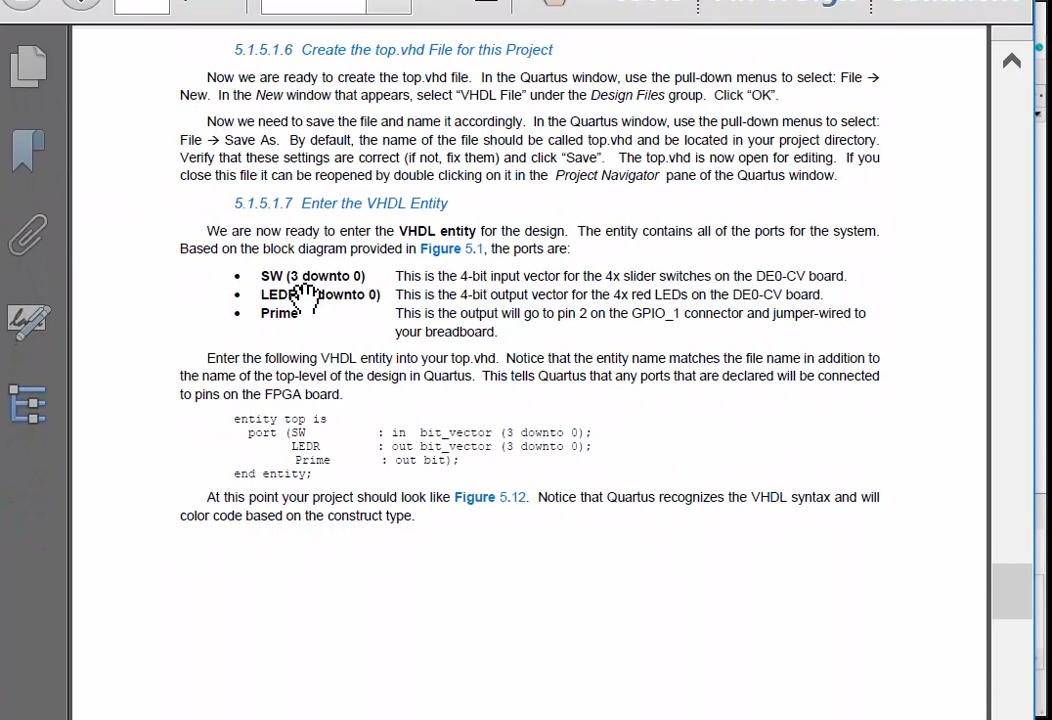 5.1.5.1.6 Create the top.vhd File for this Project
Now we are ready to create the top.vhd file. In the Quartus window, use the pull-down menus to select: File →
New. In the New window that appears, select “VHDL File” under the Design Files group. Click “OK”.
Now we need to save the file and name it accordingly. In the Quartus window, use the pull-down menus to select:
File → Save As. By default, the name of the file should be called top.vhd and be located in your project directory.
Verify that these settings are correct (if not, fix them) and click “Save”. The top.vhd is now open for editing. If you
close this file it can be reopened by double clicking on it in the Project Navigator pane of the Quartus window.
5.1.5.1.7 Enter the VHDL Entity
We are now ready to enter the VHDL entity for the design. The entity contains all of the ports for the system.
Based on the block diagram provided in Figure 5.1, the ports are:
• SW (3 downto 0) This is the 4-bit input vector for the 4x slider switches on the DE0-CV board.
• downto 0) This is the 4-bit output vector for the 4x red LEDs on the DE0-CV board.
• Prime This is the output will go to pin 2 on the GPIO_1 connector and jumper-wired to
your breadboard.
Enter the following VHDL entity into your top.vhd. Notice that the entity name matches the file name in addition to
the name of the top-level of the design in Quartus. This tells Quartus that any ports that are declared will be connected
to pins on the FPGA board.
entity top is
port (SW : in bit_vector (3 downto 0);
LEDR : out bit_vector (3 downto 0);
Prime : out bit);
end entity;
At this point your project should look like Figure 5.12. Notice that Quartus recognizes the VHDL syntax and will
color code based on the construct type.